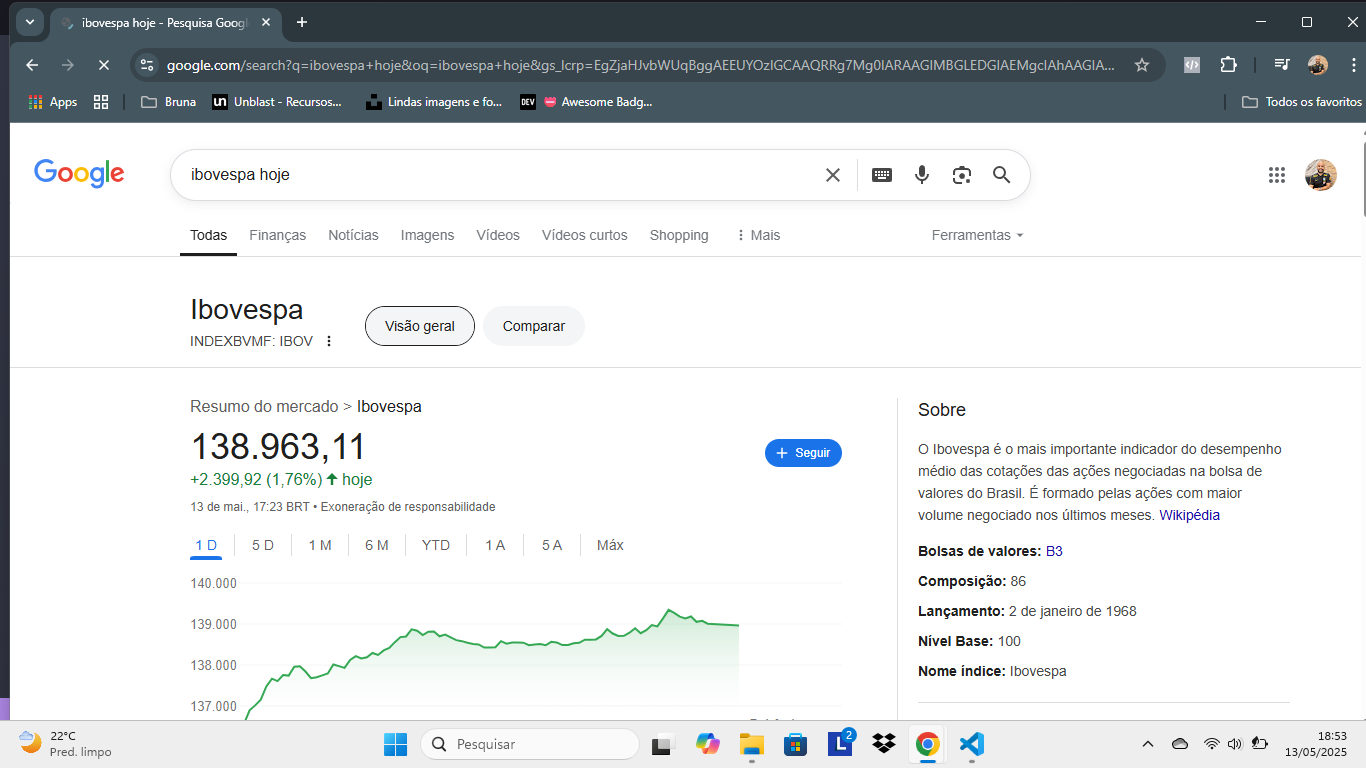 ibovespa hoje - Pesquisa Goog
google.com/search?q=ibovespa+hoje&oq=ibovespa+hoje&gs_lcrp=EgZjaHJvbWUqBggAEEUYOzIGCAAQRRg7Mg0IARAAGIMBGLEDGIAEMgcIAhAAGIA...
Apps
Bruna
un Unblast - Recursos...
Lindas imagens e fo...
DEV Awesome Badg...
Todos os favoritos
Google
ibovespa hoje
Todas Finanças Notícias Imagens Vídeos Vídeos curtos Shopping Mais Ferramentas
Ibovespa
INDEXBVMF: IBOV
Visão geral
Comparar
Resumo do mercado > Ibovespa
138.963,11
+2.399,92 (1,76%) hoje
13 de mai., 17:23 BRT • Exoneração de responsabilidade
+ Seguir
1 D 5 D 1 M 6 M YTD 1 A 5 A Máx
140.000
139.000
138.000
137.000
Sobre
O Ibovespa é o mais importante indicador do desempenho
médio das cotações das ações negociadas na bolsa de
valores do Brasil. É formado pelas ações com maior
volume negociado nos últimos meses. Wikipédia
Bolsas de valores: B3
Composição: 86
Lançamento: 2 de janeiro de 1968
Nível Base: 100
Nome índice: Ibovespa
22°C
Pred. limpo
Pesquisar
L 2
18:53
13/05/2025